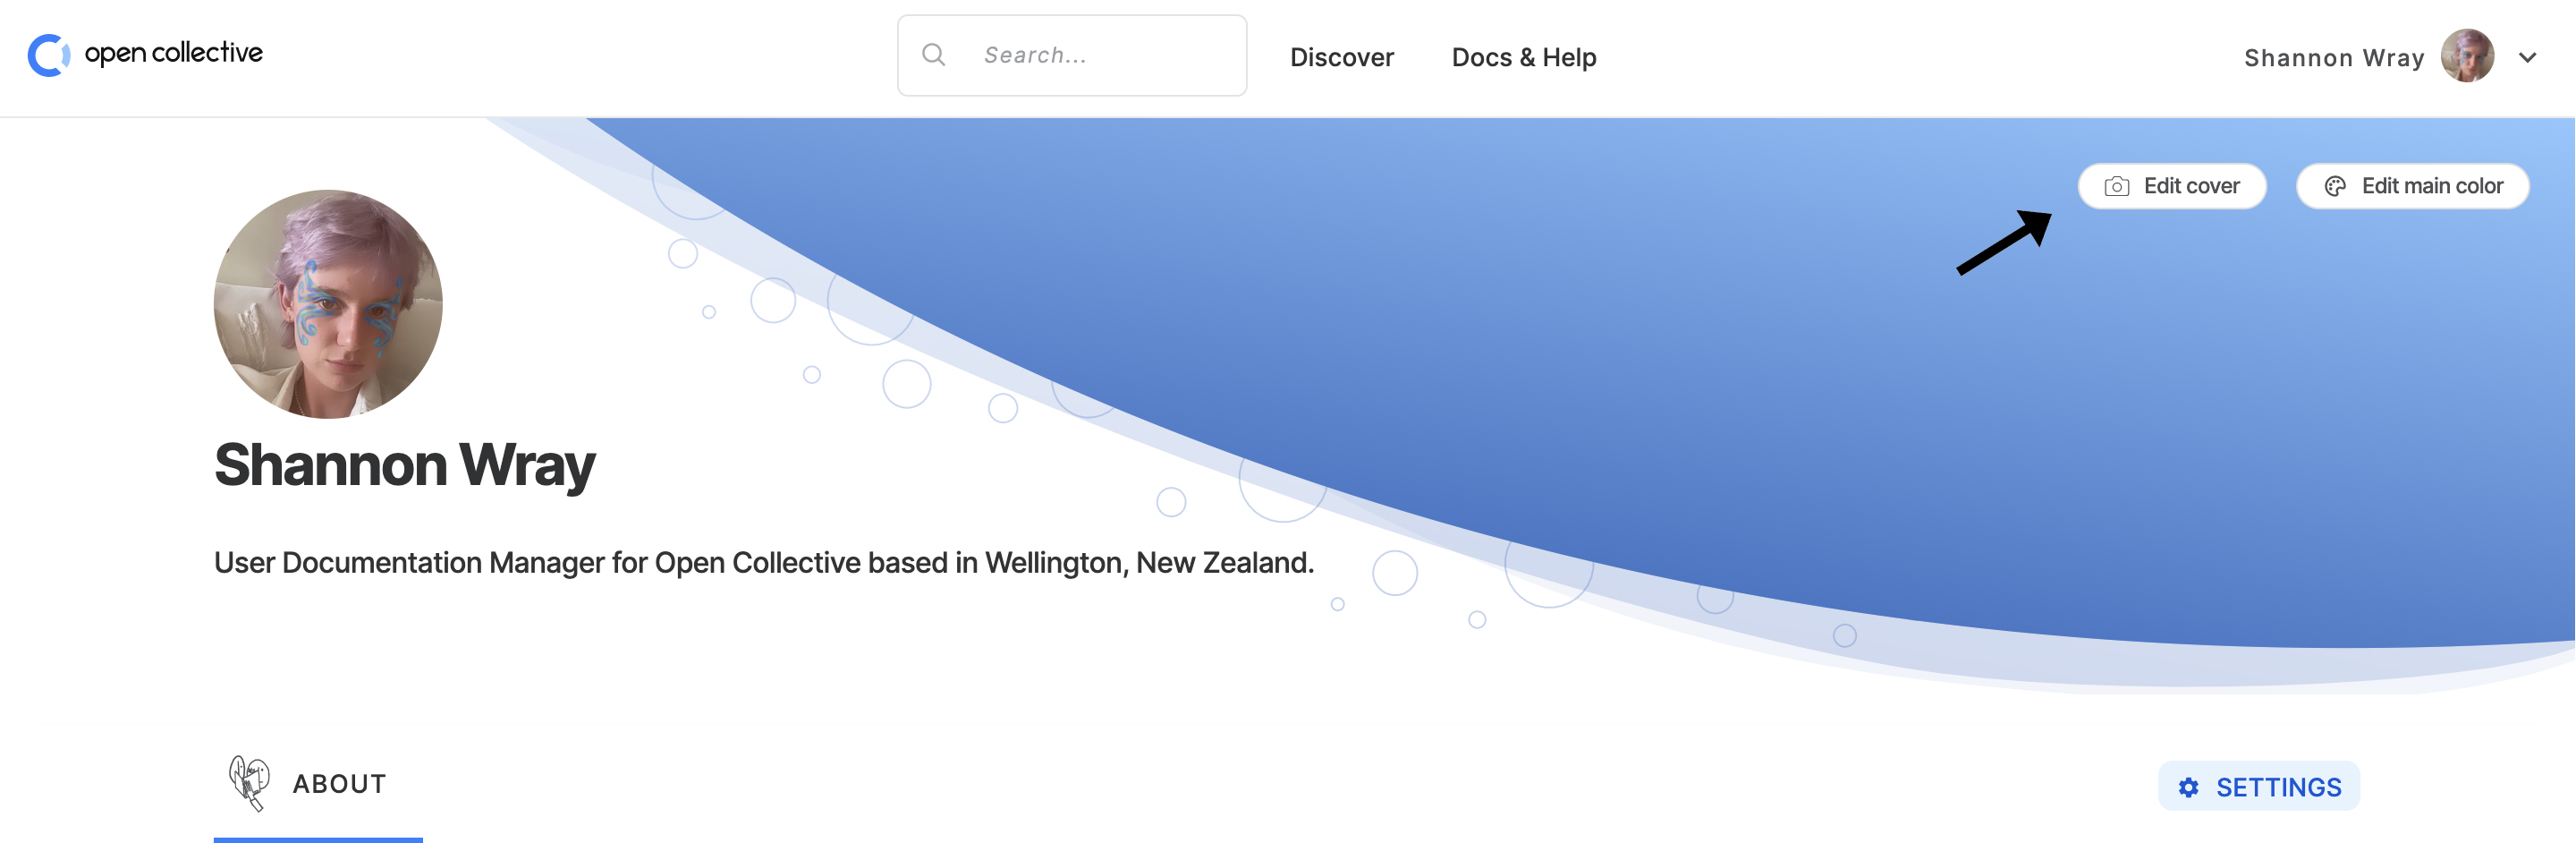 open collective
Search...
Discover
Docs & Help
Shannon Wray
Edit cover
Edit main color
Shannon Wray
User Documentation Manager for Open Collective based in Wellington, New Zealand.
ABOUT
SETTINGS